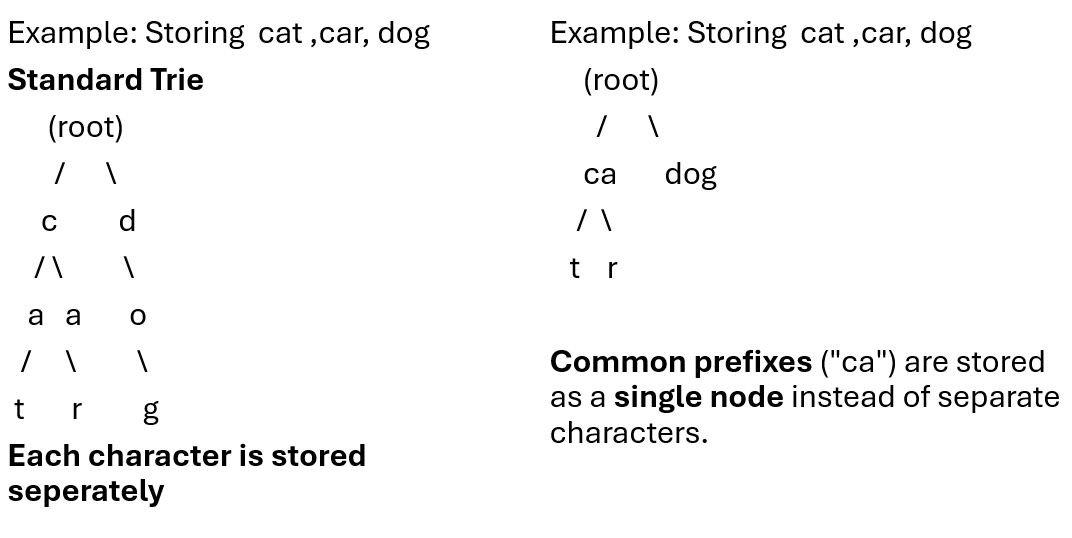 Example: Storing  cat ,car, dog
Standard Trie
(root)
/ \
c d
/ \ \
a a o
/ \ \
t r g
Each character is stored
seperately
Example: Storing  cat ,car, dog
(root)
/ \
ca dog
/ \
t r
Common prefixes ("ca") are stored
as a single node instead of separate
characters.